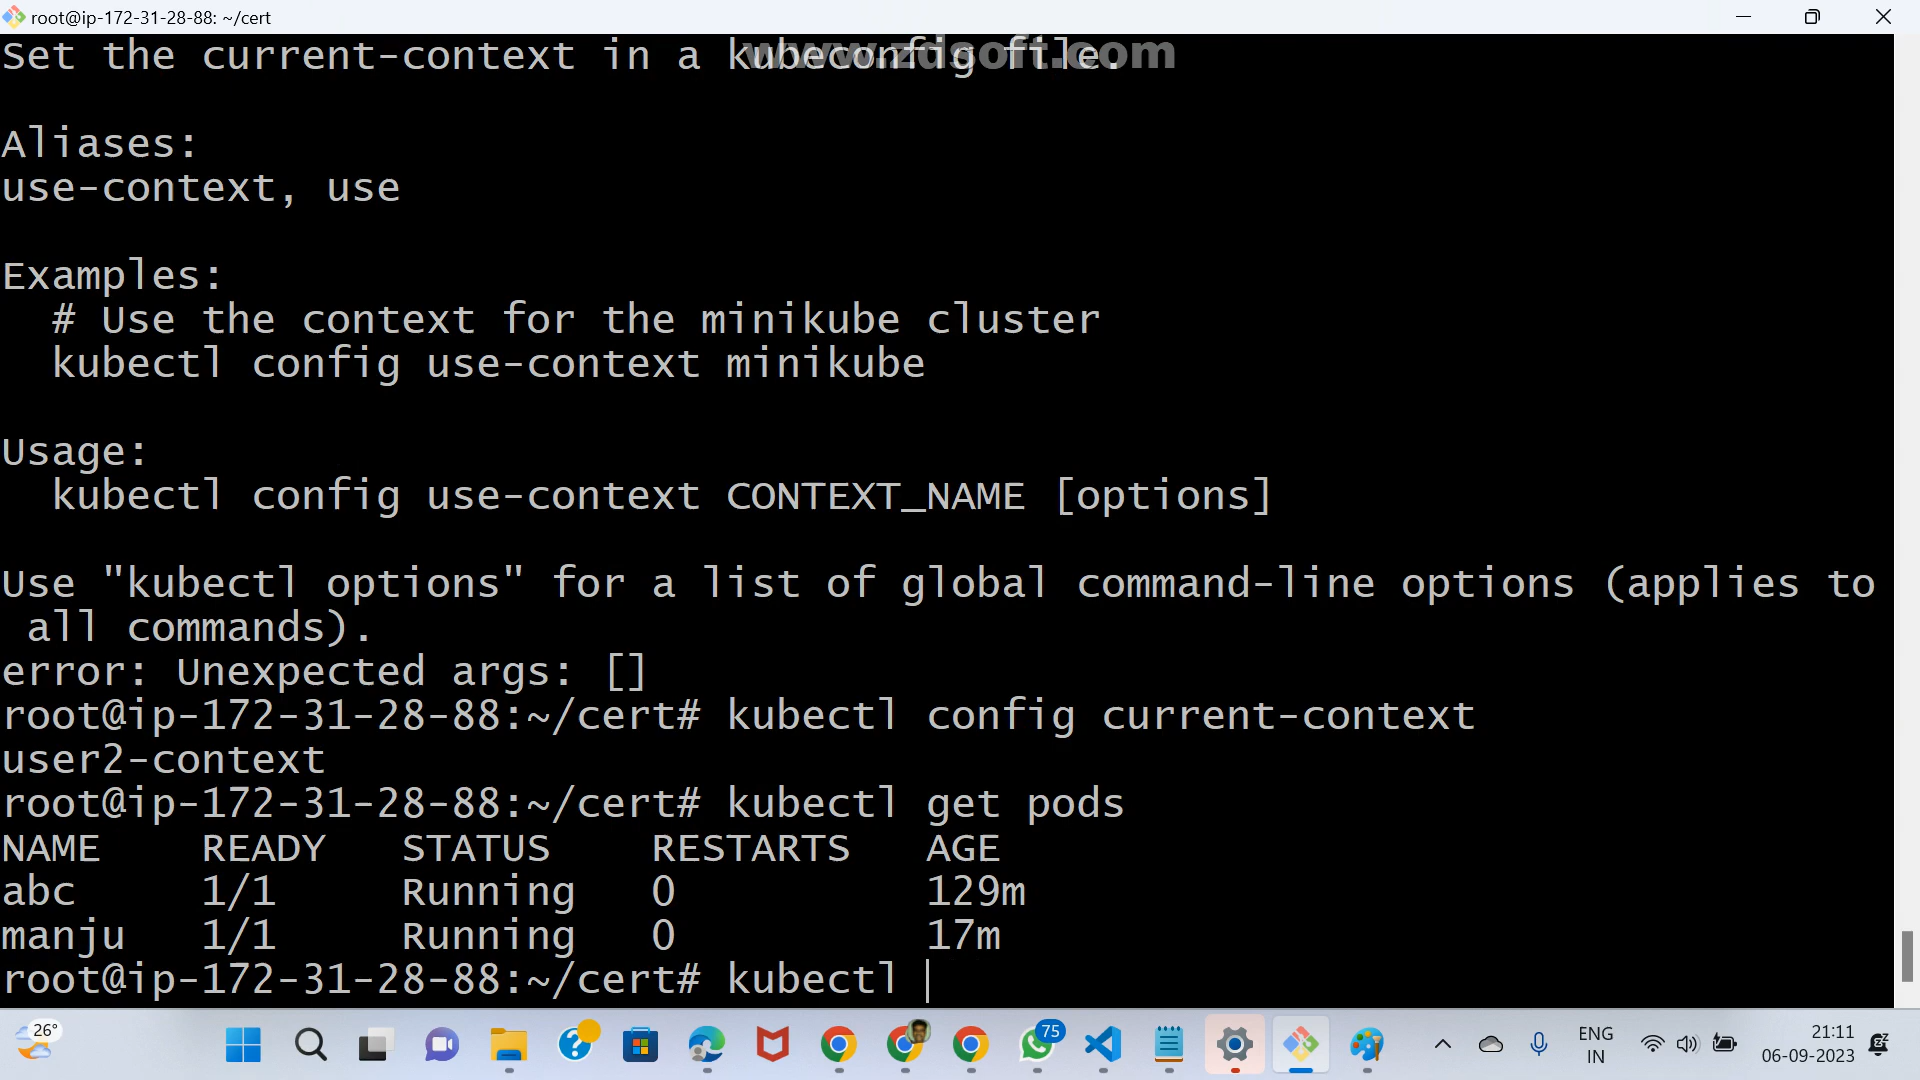 root@ip-172-31-28-88: ~/cert
www.zdsoft.com
Set the current-context in a kubeconfig file.
Aliases:
use-context, use
Examples:
# Use the context for the minikube cluster
kubectl config use-context minikube
Usage:
kubectl config use-context CONTEXT_NAME [options]
Use "kubectl options" for a list of global command-line options (applies to
all commands).
error: Unexpected args: []
root@ip-172-31-28-88:~/cert# kubectl config current-context
user2-context
root@ip-172-31-28-88:~/cert# kubectl get pods
NAME READY STATUS RESTARTS AGE
abc 1/1 Running 0 129m
manju 1/1 Running 0 17m
root@ip-172-31-28-88:~/cert# kubectl
26°
75
ENG
IN
21:11
06-09-2023